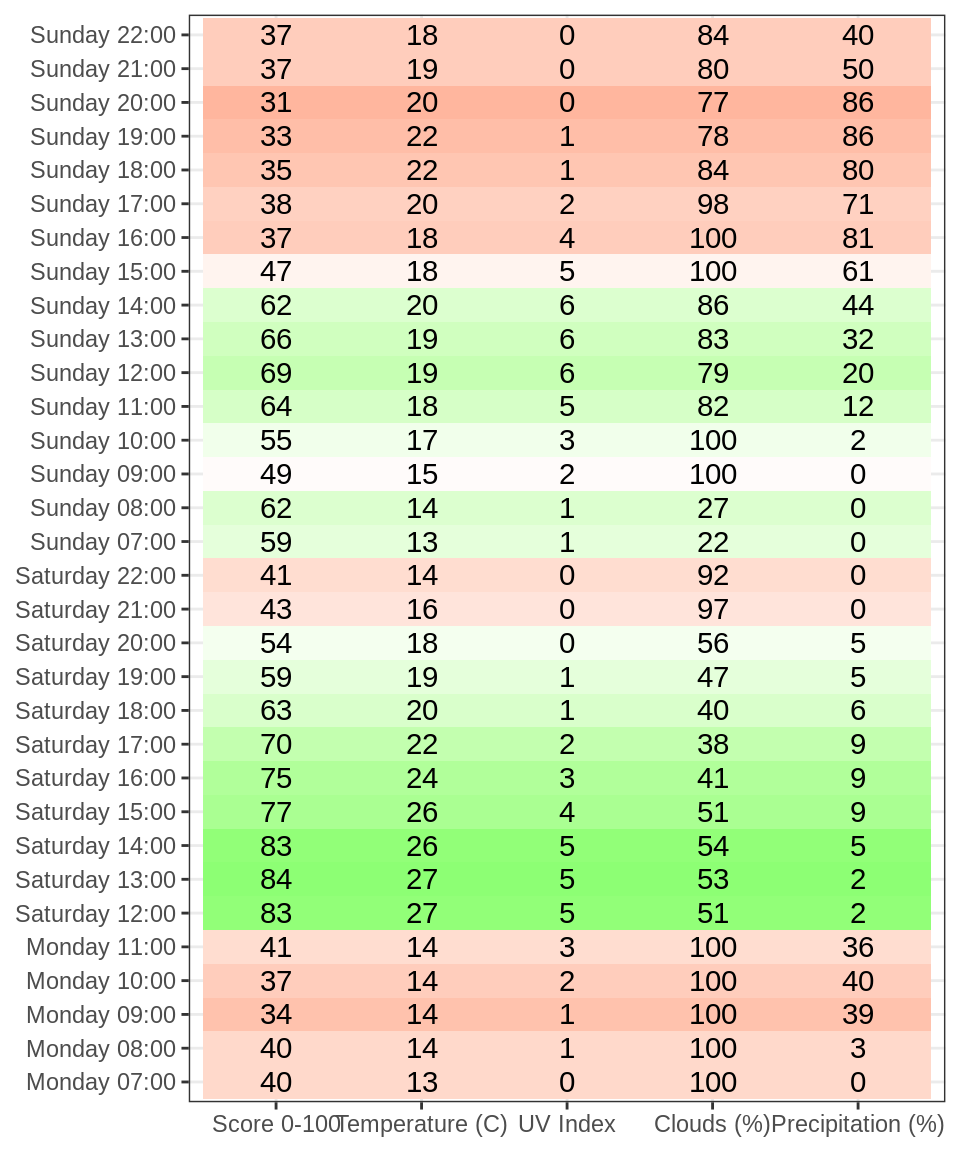 Sunday 22:00 37 18 0 84 40
Sunday 21:00 37 19 0 80 50
Sunday 20:00 31 20 0 77 86
Sunday 19:00 33 22 1 78 86
Sunday 18:00 35 22 1 84 80
Sunday 17:00 38 20 2 98 71
Sunday 16:00 37 18 4 100 81
Sunday 15:00 47 18 5 100 61
Sunday 14:00 62 20 6 86 44
Sunday 13:00 66 19 6 83 32
Sunday 12:00 69 19 6 79 20
Sunday 11:00 64 18 5 82 12
Sunday 10:00 55 17 3 100 2
Sunday 09:00 49 15 2 100 0
Sunday 08:00 62 14 1 27 0
Sunday 07:00 59 13 1 22 0
Saturday 22:00 41 14 0 92 0
Saturday 21:00 43 16 0 97 0
Saturday 20:00 54 18 0 56 5
Saturday 19:00 59 19 1 47 5
Saturday 18:00 63 20 1 40 6
Saturday 17:00 70 22 2 38 9
Saturday 16:00 75 24 3 41 9
Saturday 15:00 77 26 4 51 9
Saturday 14:00 83 26 5 54 5
Saturday 13:00 84 27 5 53 2
Saturday 12:00 83 27 5 51 2
Monday 11:00 41 14 3 100 36
Monday 10:00 37 14 2 100 40
Monday 09:00 34 14 1 100 39
Monday 08:00 40 14 1 100 3
Monday 07:00 40 13 0 100 0
Score 0-100 Temperature (C) UV Index Clouds (%) Precipitation (%)